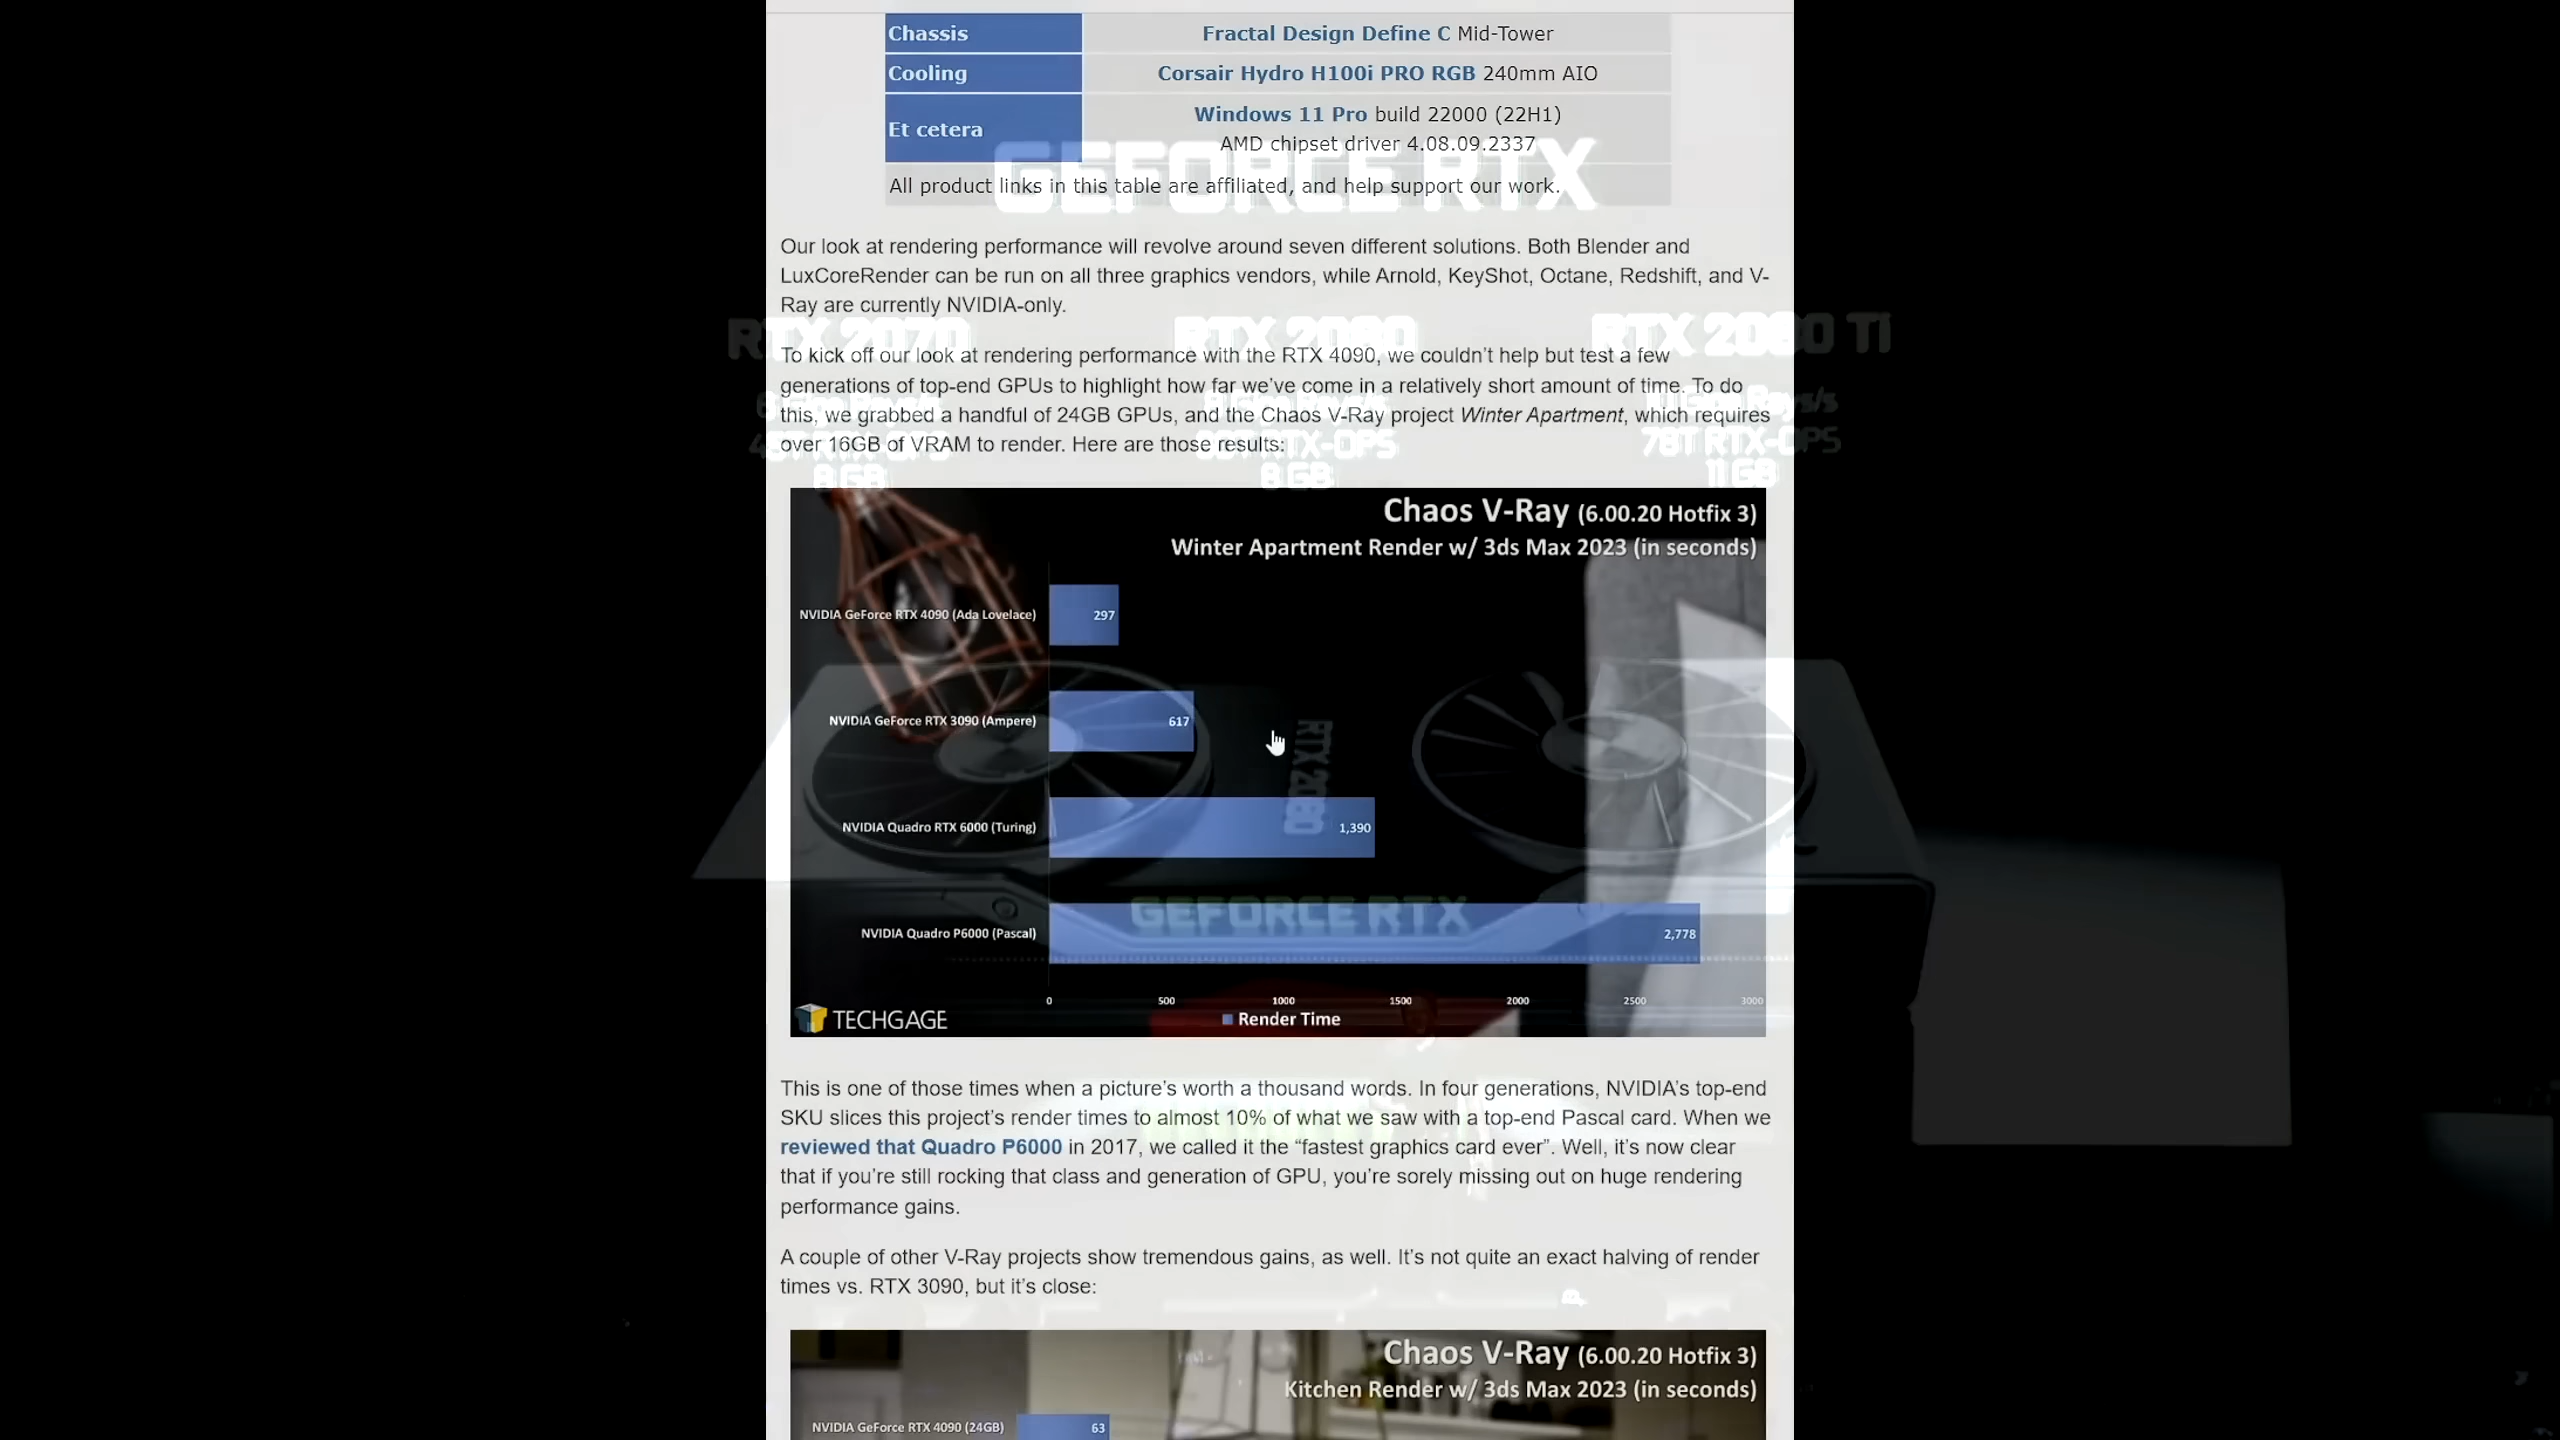 Chassis
Fractal Design Define C Mid-Tower
Cooling
Corsair Hydro H100i PRO RGB 240mm AIO
Et cetera
Windows 11 Pro build 22000 (22H1)
AMD chipset driver 4.08.09.2337
All product links in this table are affiliated, and help support our work.
GEFORCE RTX
Our look at rendering performance will revolve around seven different solutions. Both Blender and
LuxCoreRender can be run on all three graphics vendors, while Arnold, KeyShot, Octane, Redshift, and V-
Ray are currently NVIDIA-only.
RTX 2070
RTX 2080
RTX 2080 Ti
To kick off our look at rendering performance with the RTX 4090, we couldn't help but test a few
generations of top-end GPUs to highlight how far we've come in a relatively short amount of time. To do
this, we grabbed a handful of 24GB GPUs, and the Chaos V-Ray project Winter Apartment, which requires
over 16GB of VRAM to render. Here are those results:
78T RTX-OPS
8 GB
8 GB
11 GB
Chaos V-Ray (6.00.20 Hotfix 3)
Winter Apartment Render w/ 3ds Max 2023 (in seconds)
NVIDIA GeForce RTX 4090 (Ada Lovelace)
297
NVIDIA GeForce RTX 3090 (Ampere)
617
RTX 2080
NVIDIA Quadro RTX 6000 (Turing)
1,390
GEFORCE RTX
NVIDIA Quadro P6000 (Pascal)
2,778
0 500 1000 1500 2000 2500 3000
TECHGAGE
Render Time
This is one of those times when a picture's worth a thousand words. In four generations, NVIDIA's top-end
SKU slices this project's render times to almost 10% of what we saw with a top-end Pascal card. When we
reviewed that Quadro P6000 in 2017, we called it the “fastest graphics card ever”. Well, it's now clear
that if you're still rocking that class and generation of GPU, you're sorely missing out on huge rendering
performance gains.
A couple of other V-Ray projects show tremendous gains, as well. It's not quite an exact halving of render
times vs. RTX 3090, but it's close:
Chaos V-Ray (6.00.20 Hotfix 3)
Kitchen Render w/ 3ds Max 2023 (in seconds)
NVIDIA GeForce RTX 4090 (24GB)
63